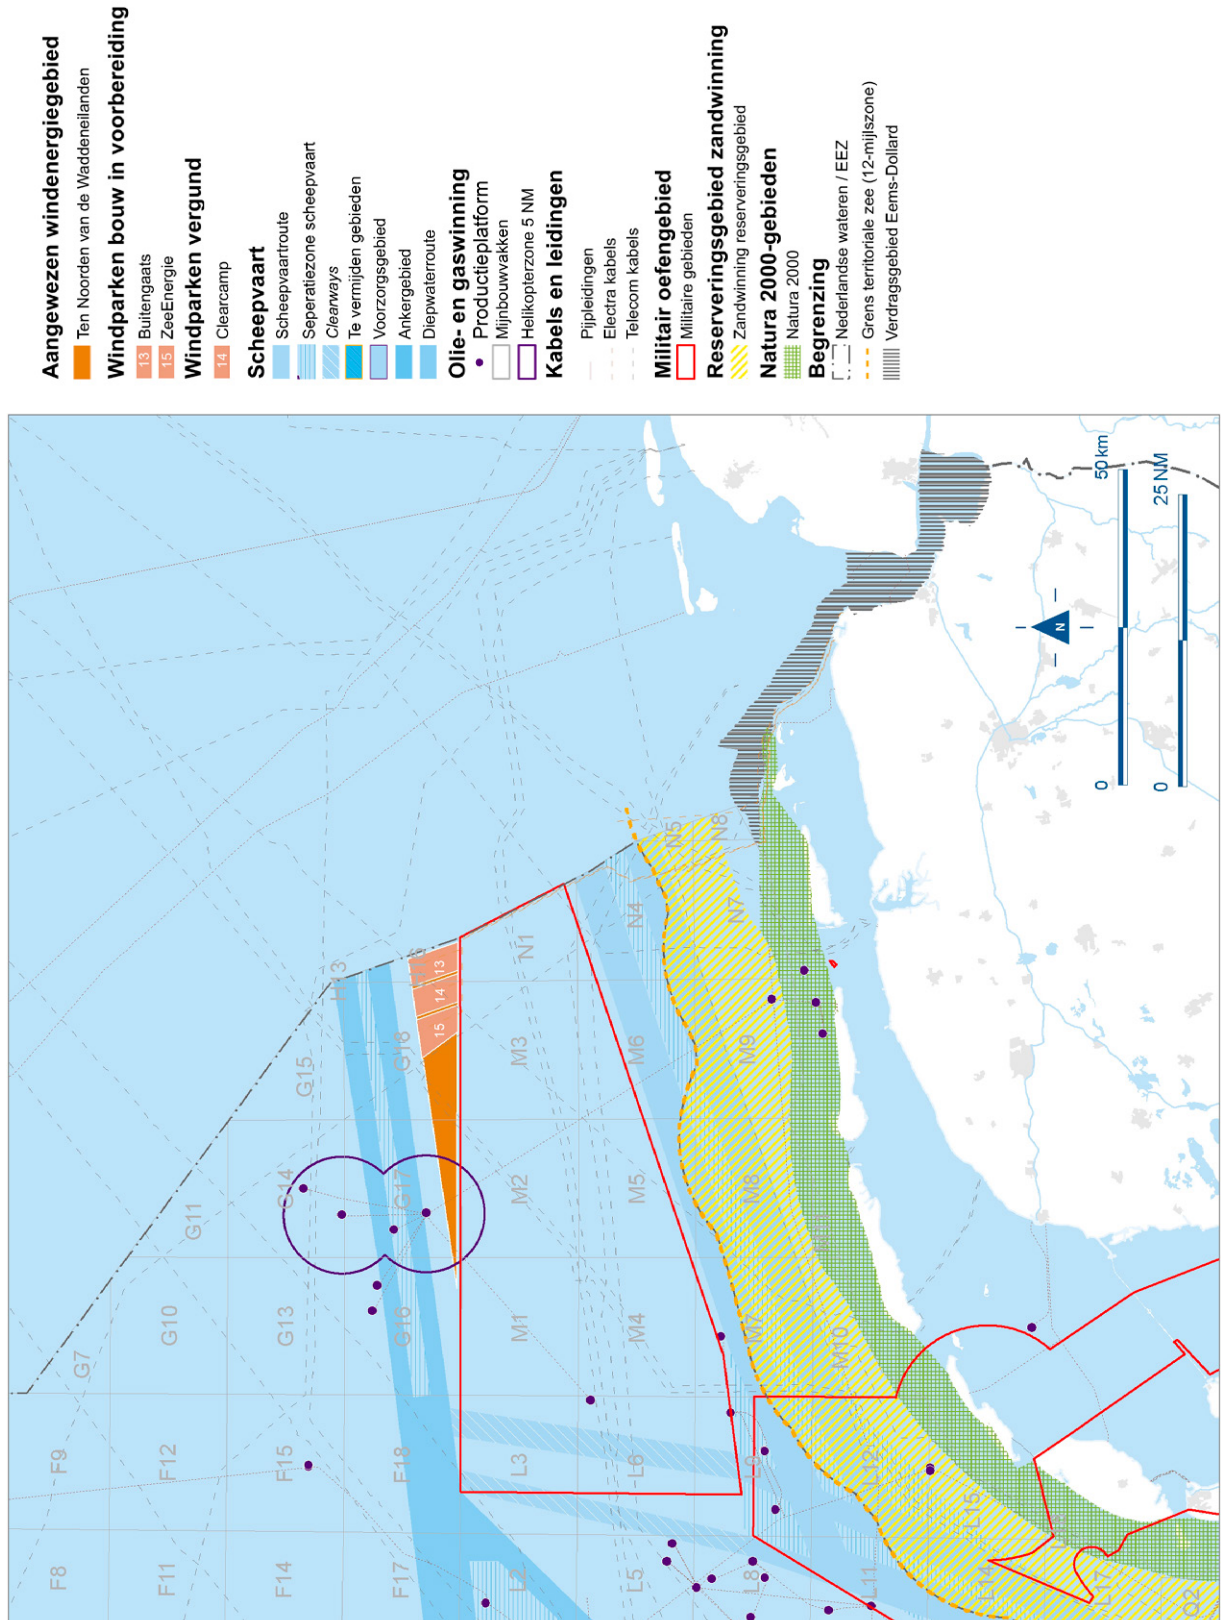 Aangewezen windenergiegebied
Ten Noorden van de Waddeneilanden
Windparken bouw in voorbereiding
13 Buitengaats
15 ZeeEnergie
Windparken vergund
14 Clearcamp
Scheepvaart
Scheepvaartroute
Seperatiezone scheepvaart
Clearways
Te vermijden gebieden
Voorzorgsgebied
Ankergebied
Diepwaterroute
Olie- en gaswinning
Productieplatform
Mijnbouwvakken
Helikopterzone 5 NM
Kabels en leidingen
Pijpleidingen
Electra kabels
Telecom kabels
Militair oefengebied
Militaire gebieden
Reserveringsgebied zandwinning
Zandwinning reserveringsgebied
Natura 2000-gebieden
Natura 2000
Begrenzing
Nederlandse wateren / EEZ
Grens territoriale zee (12-mijlszone)
Verdragsgebied Eems-Dollard
F8 F9 G7
F11 F12 G10 G11
F14 F15 G13 G14 G15 H13
F17 F18 G16 G17 G18
15 14 13
L2 L3 M1 M2 M3 N1
L5 L6 M4 M5 M6 N4 N5
L8 L9 M7 M8 M9 N7 N8
L11 L12 M10
L14 L15
L17
Q2
N
0 50 km
0 25 NM